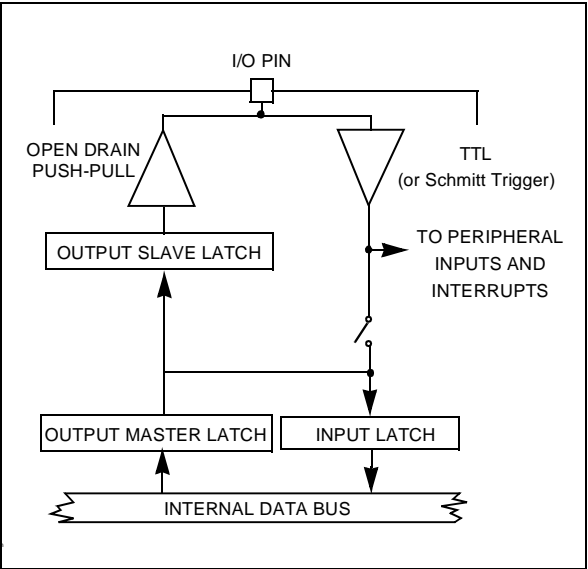 I/O PIN
OPEN DRAIN
PUSH-PULL
TTL
(or Schmitt Trigger)
OUTPUT SLAVE LATCH
TO PERIPHERAL
INPUTS AND
INTERRUPTS
OUTPUT MASTER LATCH
INPUT LATCH
INTERNAL DATA BUS